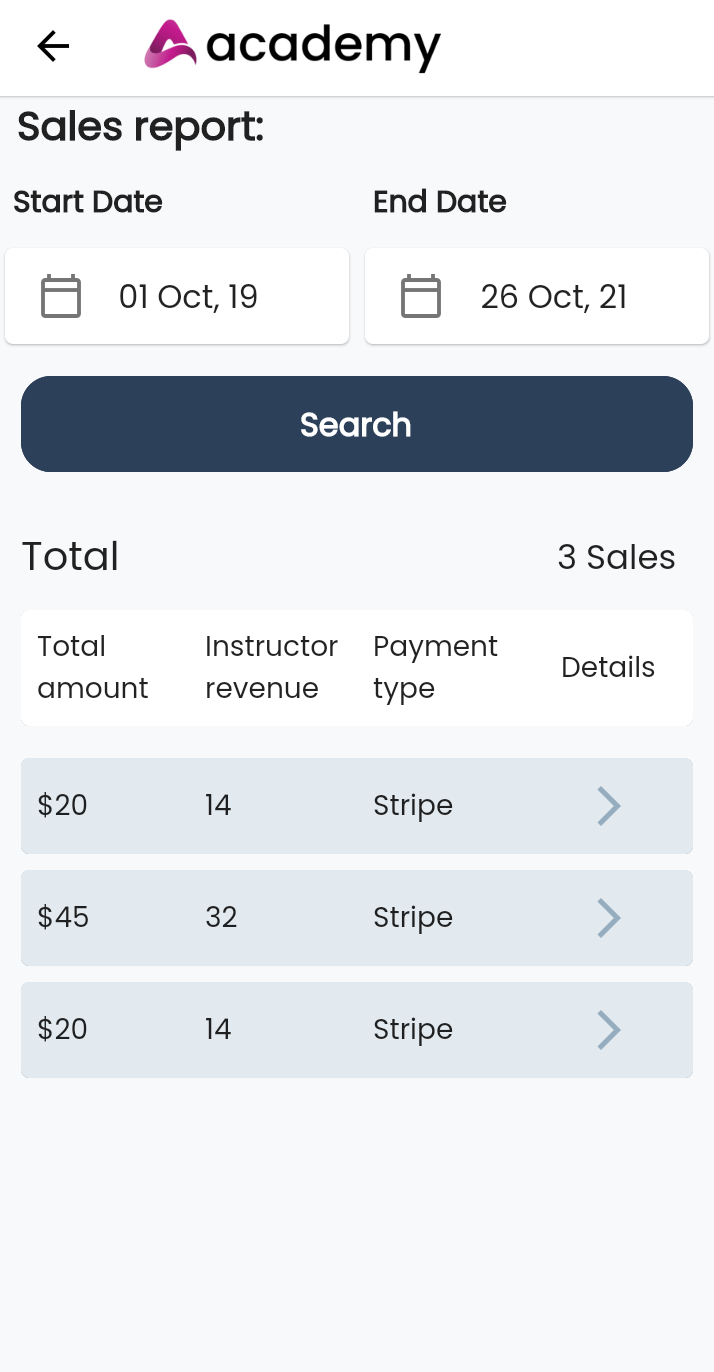 academy
Sales report:
Start Date End Date
01 Oct, 19 26 Oct, 21
Search
Total 3 Sales
Total amount Instructor revenue Payment type Details
$20 14 Stripe
$45 32 Stripe
$20 14 Stripe